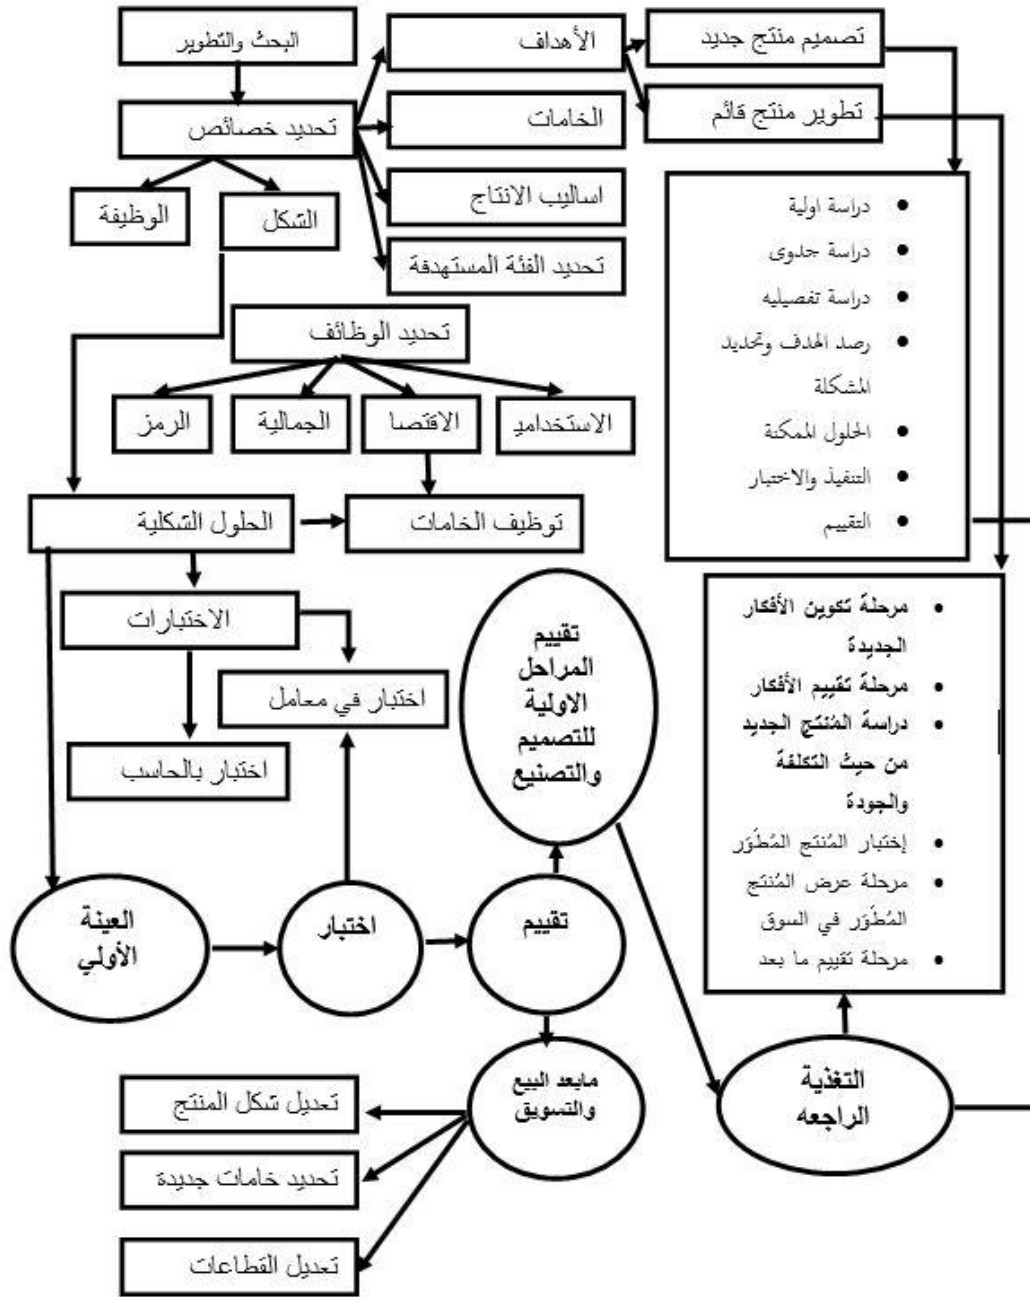 البحث والتطوير
الأهداف
تصميم منتج جديد
تحديد خصائص
الخامات
تطوير منتج قائم
الوظيفة
الشكل
اساليب الانتاج
تحديد الفئة المستهدفة
• دراسة اولية
• دراسة جدوى
• دراسة تفصيليه
• رصد الهدف وتحديد
المشكلة
• الحلول الممكنة
• التنفيذ والاختبار
• التقييم
تحديد الوظائف
الاستخداميـ
الاقتصا
الجمالية
الرمز
الحلول الشكلية
توظيف الخامات
الاختبارات
اختبار في معامل
اختبار بالحاسب
تقييم
المراحل
الاولية
للتصميم
والتصنيع
• مرحلة تكوين الأفكار
الجديدة
• مرحلة تقييم الأفكار
• دراسة المُنتج الجديد
من حيث التكلفة
والجودة
• إختبار المُنتج المُطوَر
• مرحلة عرض المُنتج
المُطوَر في السوق
• مرحلة تقييم ما بعد
العينة
الأولي
اختبار
تقييم
مابعد البيع
والتسويق
التغذية
الراجعه
تعديل شكل المنتج
تحديد خامات جديدة
تعديل القطاعات